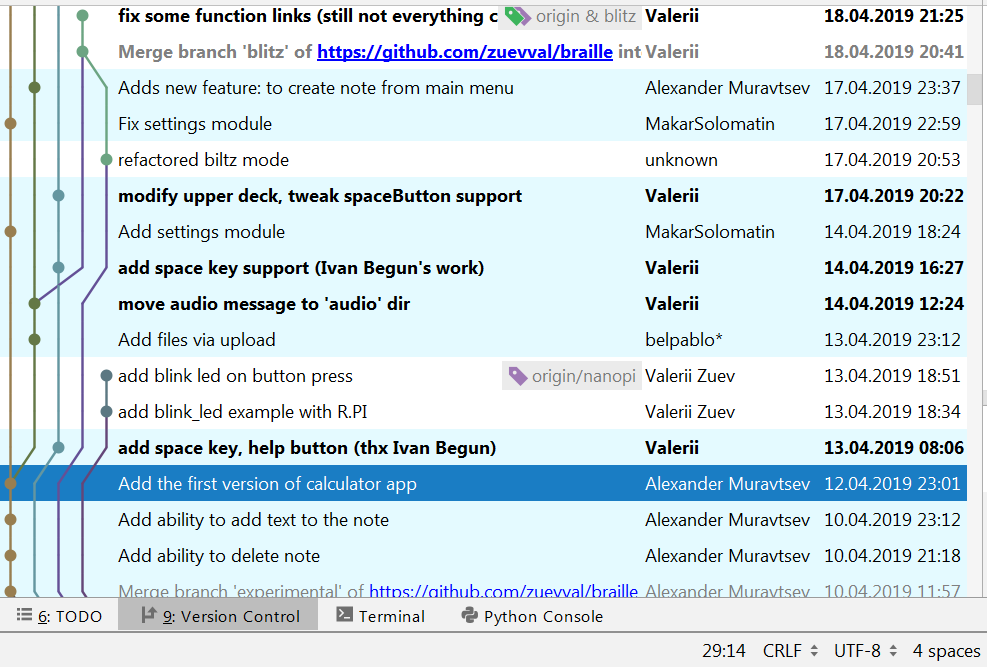 fix some function links (still not everything c origin & blitz Valerii 18.04.2019 21:25
Merge branch 'blitz' of https://github.com/zuevval/braille int Valerii 18.04.2019 20:41
Adds new feature: to create note from main menu Alexander Muravtsev 17.04.2019 23:37
Fix settings module MakarSolomatin 17.04.2019 22:59
refactored biltz mode unknown 17.04.2019 20:53
modify upper deck, tweak spaceButton support Valerii 17.04.2019 20:22
Add settings module MakarSolomatin 14.04.2019 18:24
add space key support (Ivan Begun's work) Valerii 14.04.2019 16:27
move audio message to 'audio' dir Valerii 14.04.2019 12:24
Add files via upload belpablo* 13.04.2019 23:12
add blink led on button press origin/nanopi Valerii Zuev 13.04.2019 18:51
add blink_led example with R.PI Valerii Zuev 13.04.2019 18:34
add space key, help button (thx Ivan Begun) Valerii 13.04.2019 08:06
Add the first version of calculator app Alexander Muravtsev 12.04.2019 23:01
Add ability to add text to the note Alexander Muravtsev 10.04.2019 23:12
Add ability to delete note Alexander Muravtsev 10.04.2019 21:18
Merge branch 'experimental' of https://github.com/zuevval/braille Alexander Muravtsev 10.04.2019 11:57
6: TODO 9: Version Control Terminal Python Console
29:14 CRLF UTF-8 4 spaces